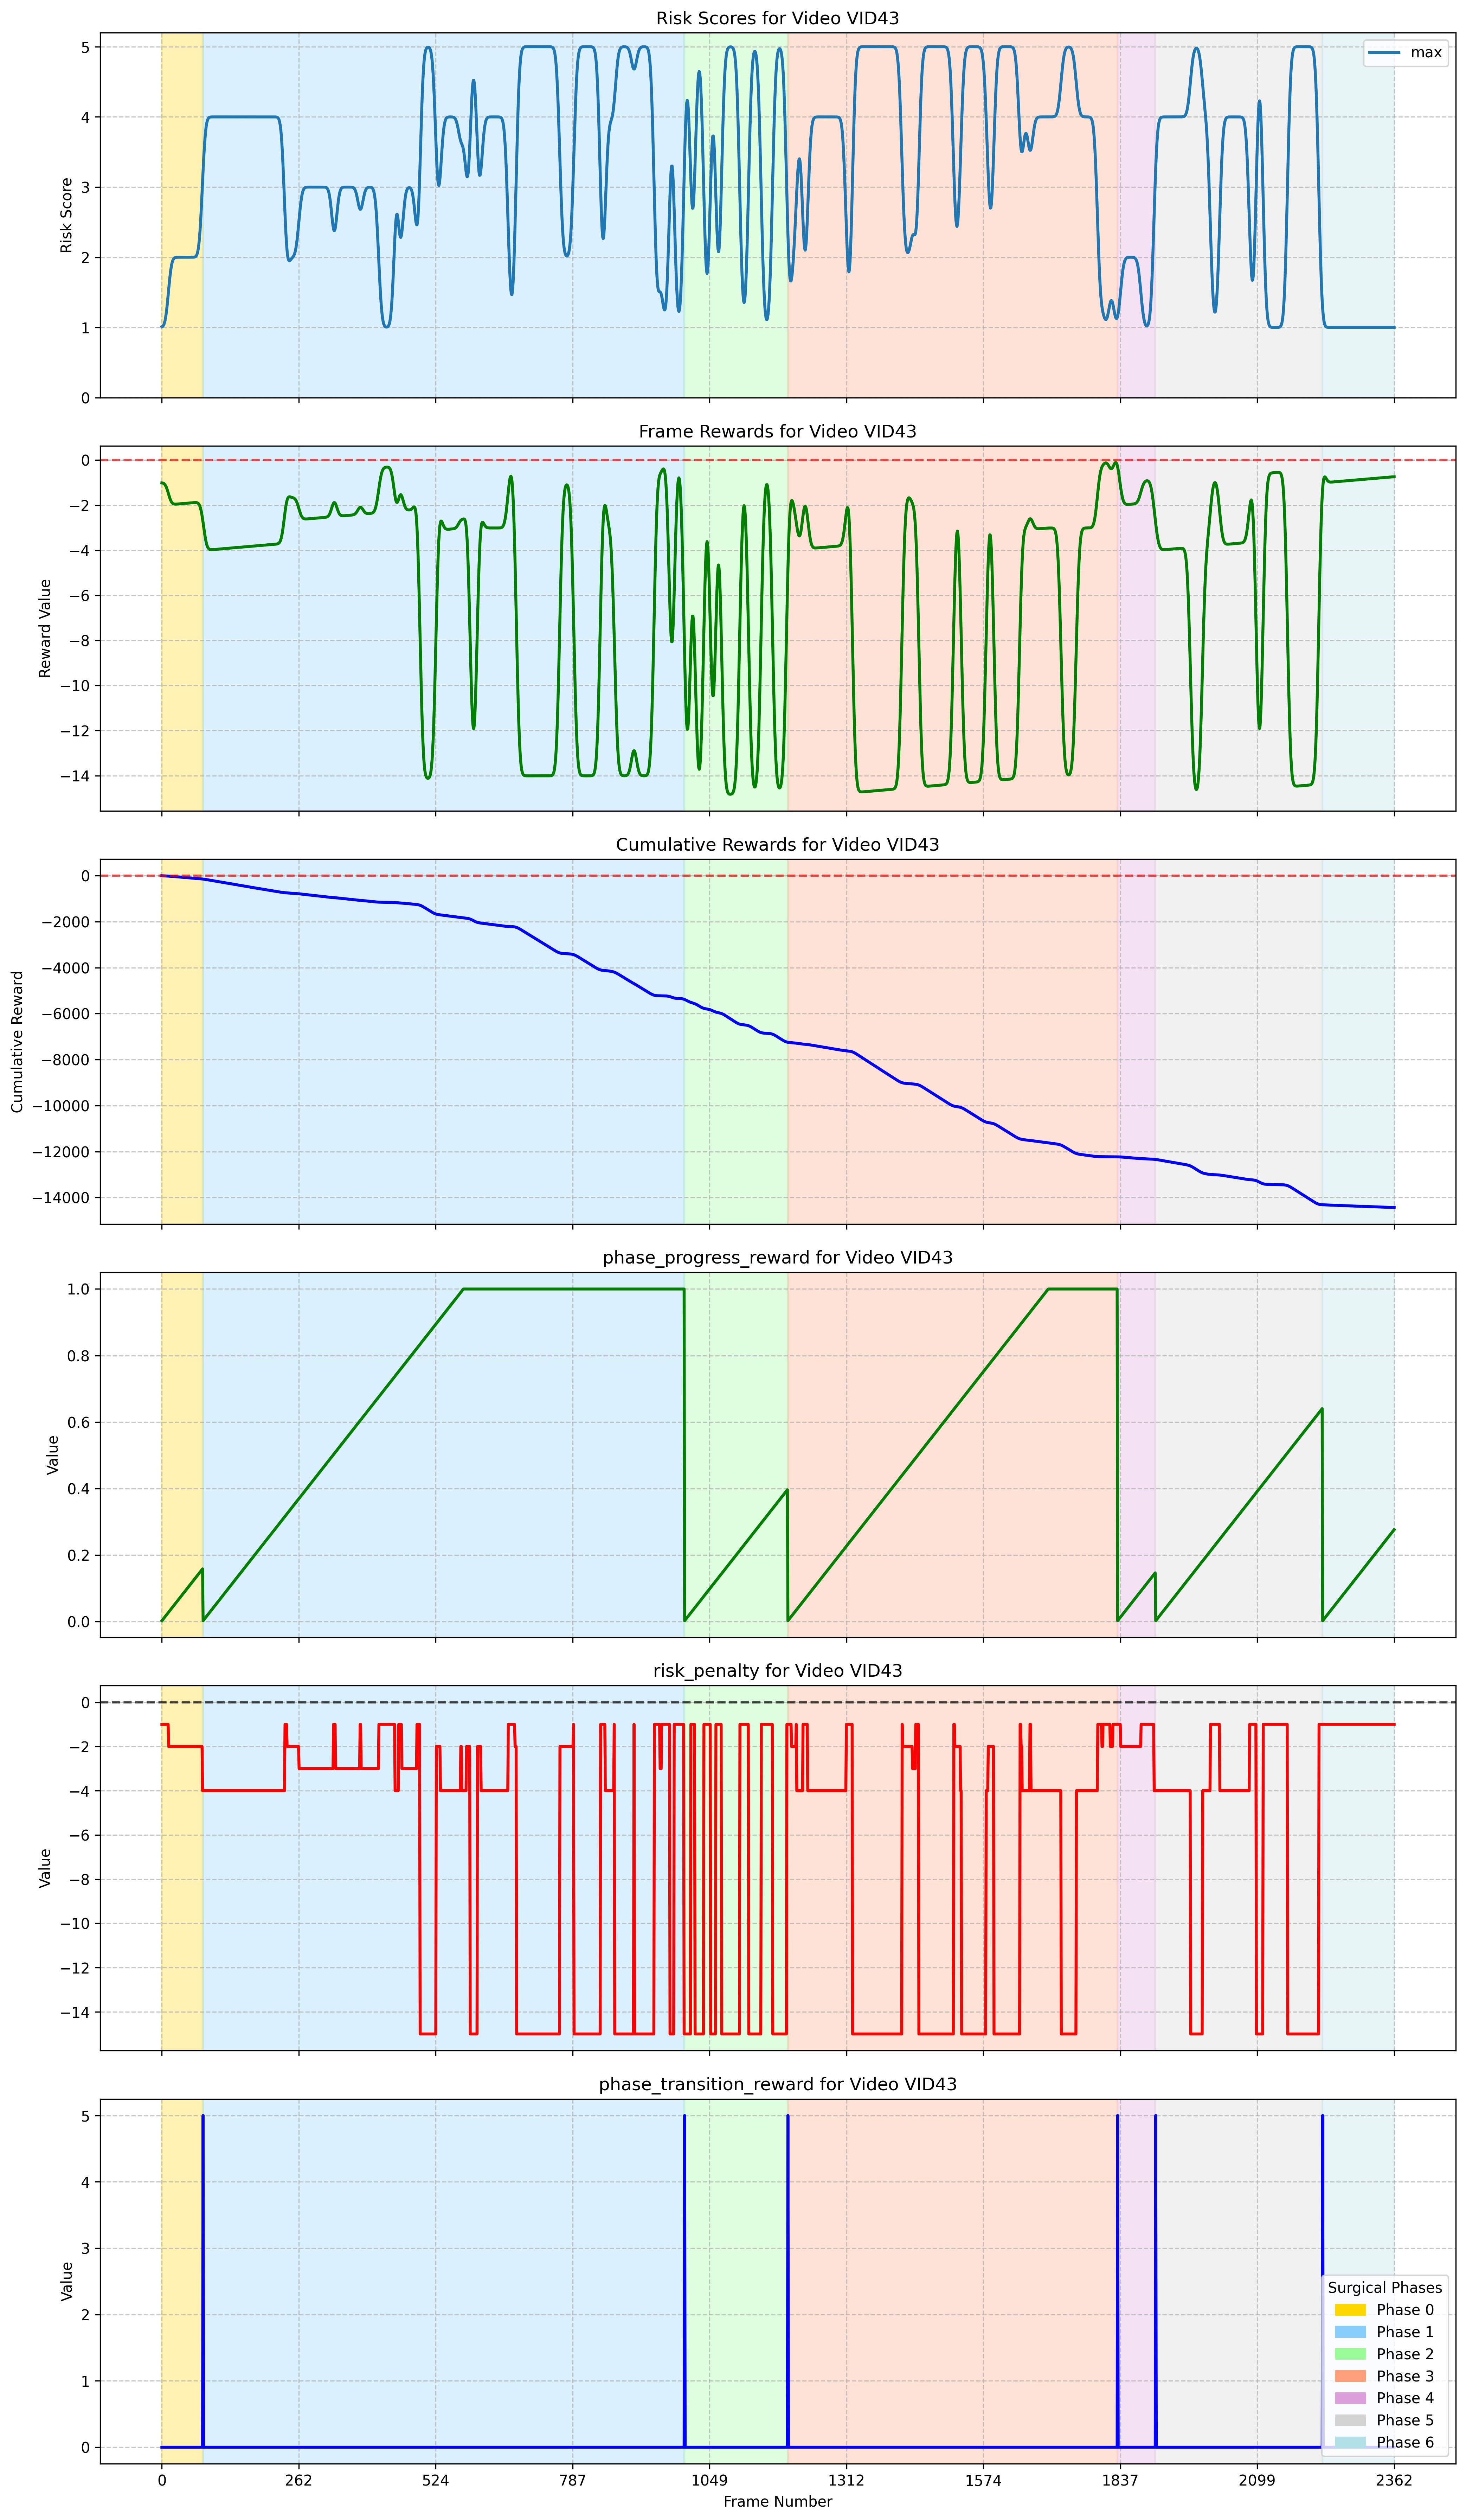 Risk Scores for Video VID43
max
5
4
3
2
1
0
Risk Score
Frame Rewards for Video VID43
0
−2
−4
−6
−8
−10
−12
−14
Reward Value
Cumulative Rewards for Video VID43
0
−2000
−4000
−6000
−8000
−10000
−12000
−14000
Cumulative Reward
phase_progress_reward for Video VID43
1.0
0.8
0.6
0.4
0.2
0.0
Value
risk_penalty for Video VID43
0
−2
−4
−6
−8
−10
−12
−14
Value
phase_transition_reward for Video VID43
5
4
3
2
1
0
Value
Surgical Phases
Phase 0
Phase 1
Phase 2
Phase 3
Phase 4
Phase 5
Phase 6
0 262 524 787 1049 1312 1574 1837 2099 2362
Frame Number